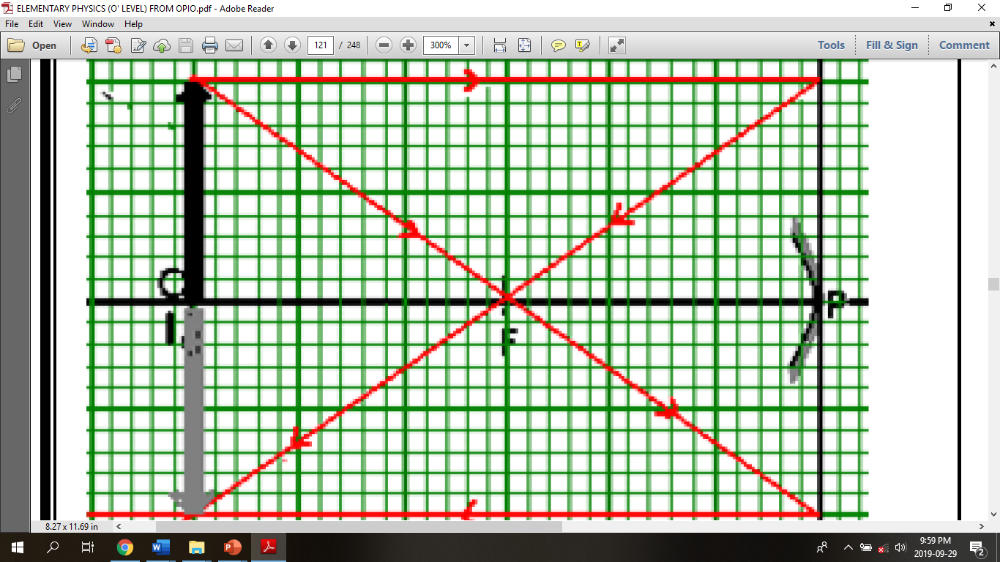 ELEMENTARY PHYSICS (O' LEVEL) FROM OPIO.pdf - Adobe Reader
File Edit View Window Help
Open 121 / 248 300% Tools Fill & Sign Comment
O
I
F
P
8.27 x 11.69 in
9:59 PM
2019-09-29
2